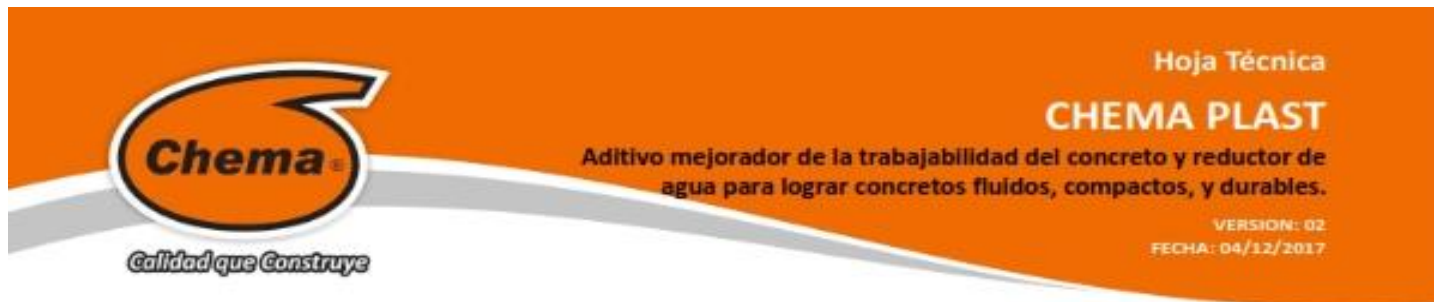 Hoja Técnica
CHEMA PLAST
Aditivo mejorador de la trabajabilidad del concreto y reductor de
agua para lograr concretos fluidos, compactos, y durables.
VERSION: 02
FECHA: 04/12/2017
Chema®
Calidad que Construye